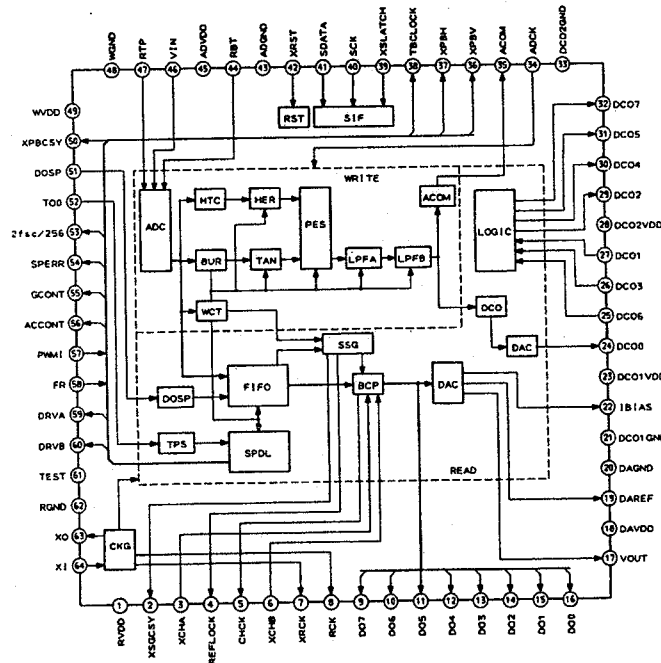 WGND
RTP
VIN
ADVDD
RBT
ADGND
XRST
SDATA
SCK
XSLATCH
TBCLOCK
XPBH
XPBV
ACOM
ADCK
DCD2GND
48
47
46
45
44
43
42
41
40
39
38
37
36
35
34
33
WVDD 49
XPBCSY 50
DOSP 51
TOD 52
2fsc/256 53
SPERR 54
GCONT 55
ACCONT 56
PWMI 57
FR 58
DRVA 59
DRVB 60
TEST 61
RGND 62
XO 63
XI 64
RST
SIF
WRITE
ADC
HTC
HER
PES
ACOM
LOGIC
BUR
TAN
LPFA
LPFB
WCT
DCO
SSG
DAC
FIFO
BCP
DAC
DOSP
TPS
SPDL
READ
CKG
32 DCO7
31 DCO5
30 DCO4
29 DCO2
28 DCO2VDD
27 DCO1
26 DCO3
25 DCO6
24 DCO0
23 DCO1VDD
22 IBIAS
21 DCO1GND
20 DAGND
19 DAREF
18 DAVDD
17 VOUT
1
2
3
4
5
6
7
8
9
10
11
12
13
14
15
16
RVDD
XSGCSY
XCHA
REFLOCK
CHCK
XCHB
XRCK
RCK
DO7
DO6
DO5
DO4
DO3
DO2
DO1
DO0